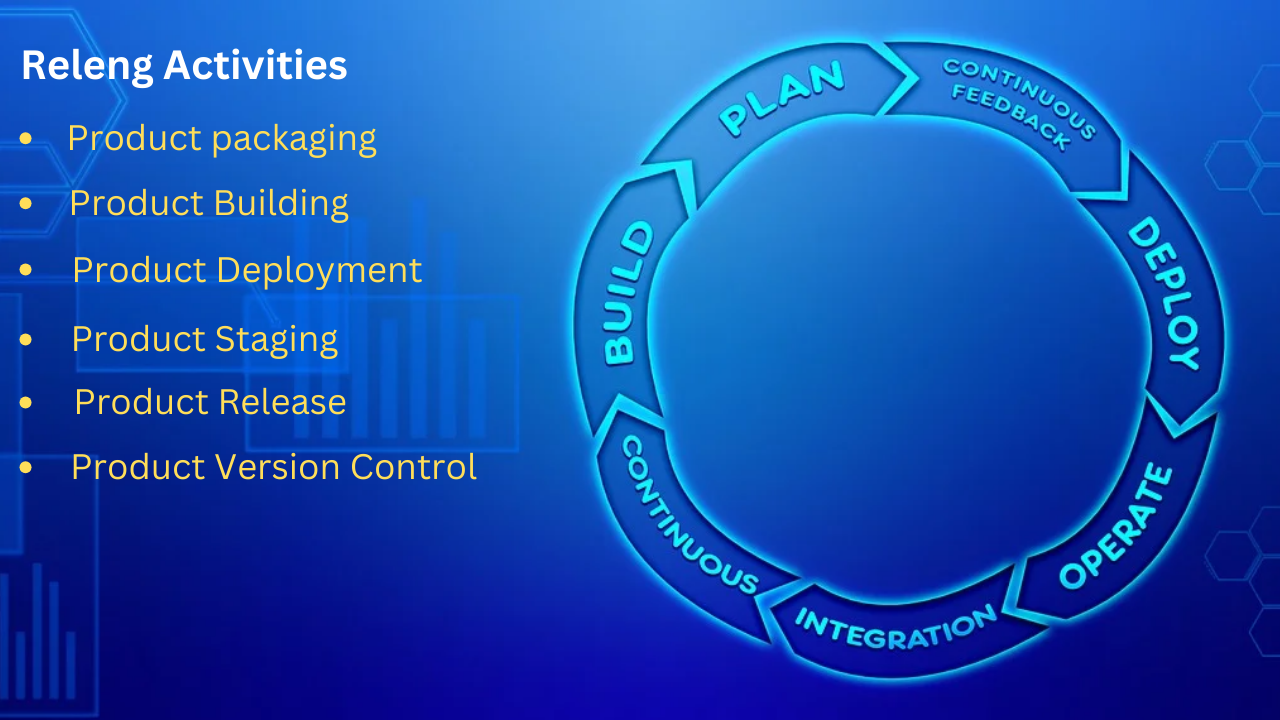 Releng Activities
• Product packaging
• Product Building
• Product Deployment
• Product Staging
• Product Release
• Product Version Control
PLAN
CONTINUOUS
FEEDBACK
DEPLOY
OPERATE
INTEGRATION
CONTINUOUS
BUILD